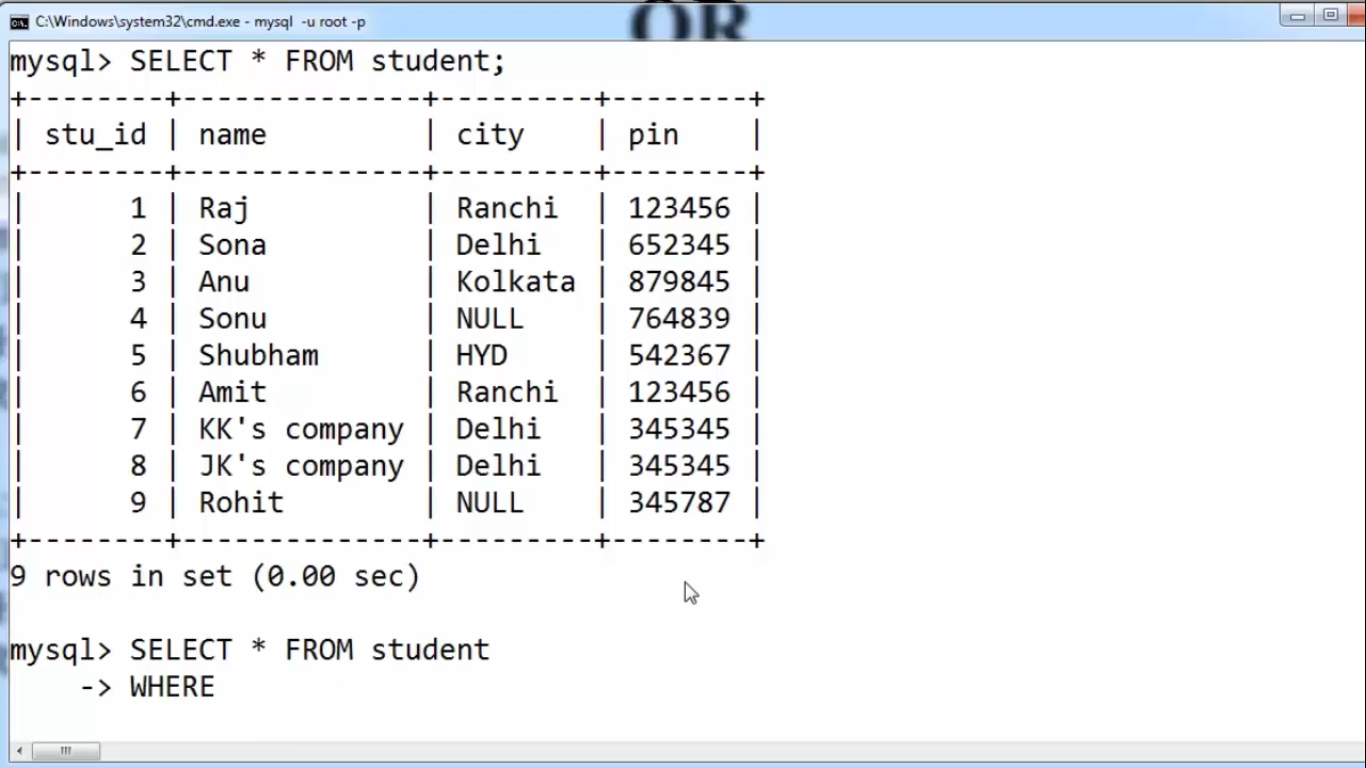 OR
C:\Windows\system32\cmd.exe - mysql  -u root -p
mysql> SELECT * FROM student;
+--------+--------------+---------+--------+
| stu_id | name         | city    | pin    |
+--------+--------------+---------+--------+
|      1 | Raj          | Ranchi  | 123456 |
|      2 | Sona         | Delhi   | 652345 |
|      3 | Anu          | Kolkata | 879845 |
|      4 | Sonu         | NULL    | 764839 |
|      5 | Shubham      | HYD     | 542367 |
|      6 | Amit         | Ranchi  | 123456 |
|      7 | KK's company | Delhi   | 345345 |
|      8 | JK's company | Delhi   | 345345 |
|      9 | Rohit        | NULL    | 345787 |
+--------+--------------+---------+--------+
9 rows in set (0.00 sec)
mysql> SELECT * FROM student
    -> WHERE